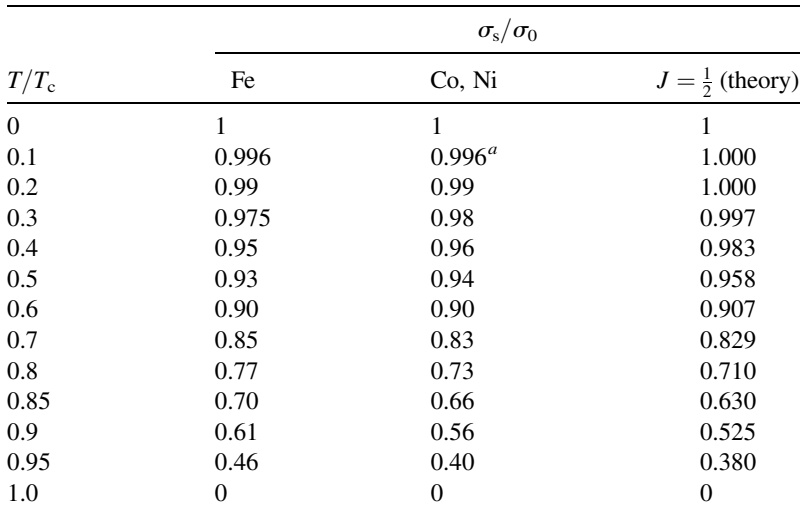 σₛ/σ₀
T/T꜀ Fe Co, Ni J = ½ (theory)
0 1 1 1
0.1 0.996 0.996ᵃ 1.000
0.2 0.99 0.99 1.000
0.3 0.975 0.98 0.997
0.4 0.95 0.96 0.983
0.5 0.93 0.94 0.958
0.6 0.90 0.90 0.907
0.7 0.85 0.83 0.829
0.8 0.77 0.73 0.710
0.85 0.70 0.66 0.630
0.9 0.61 0.56 0.525
0.95 0.46 0.40 0.380
1.0 0 0 0